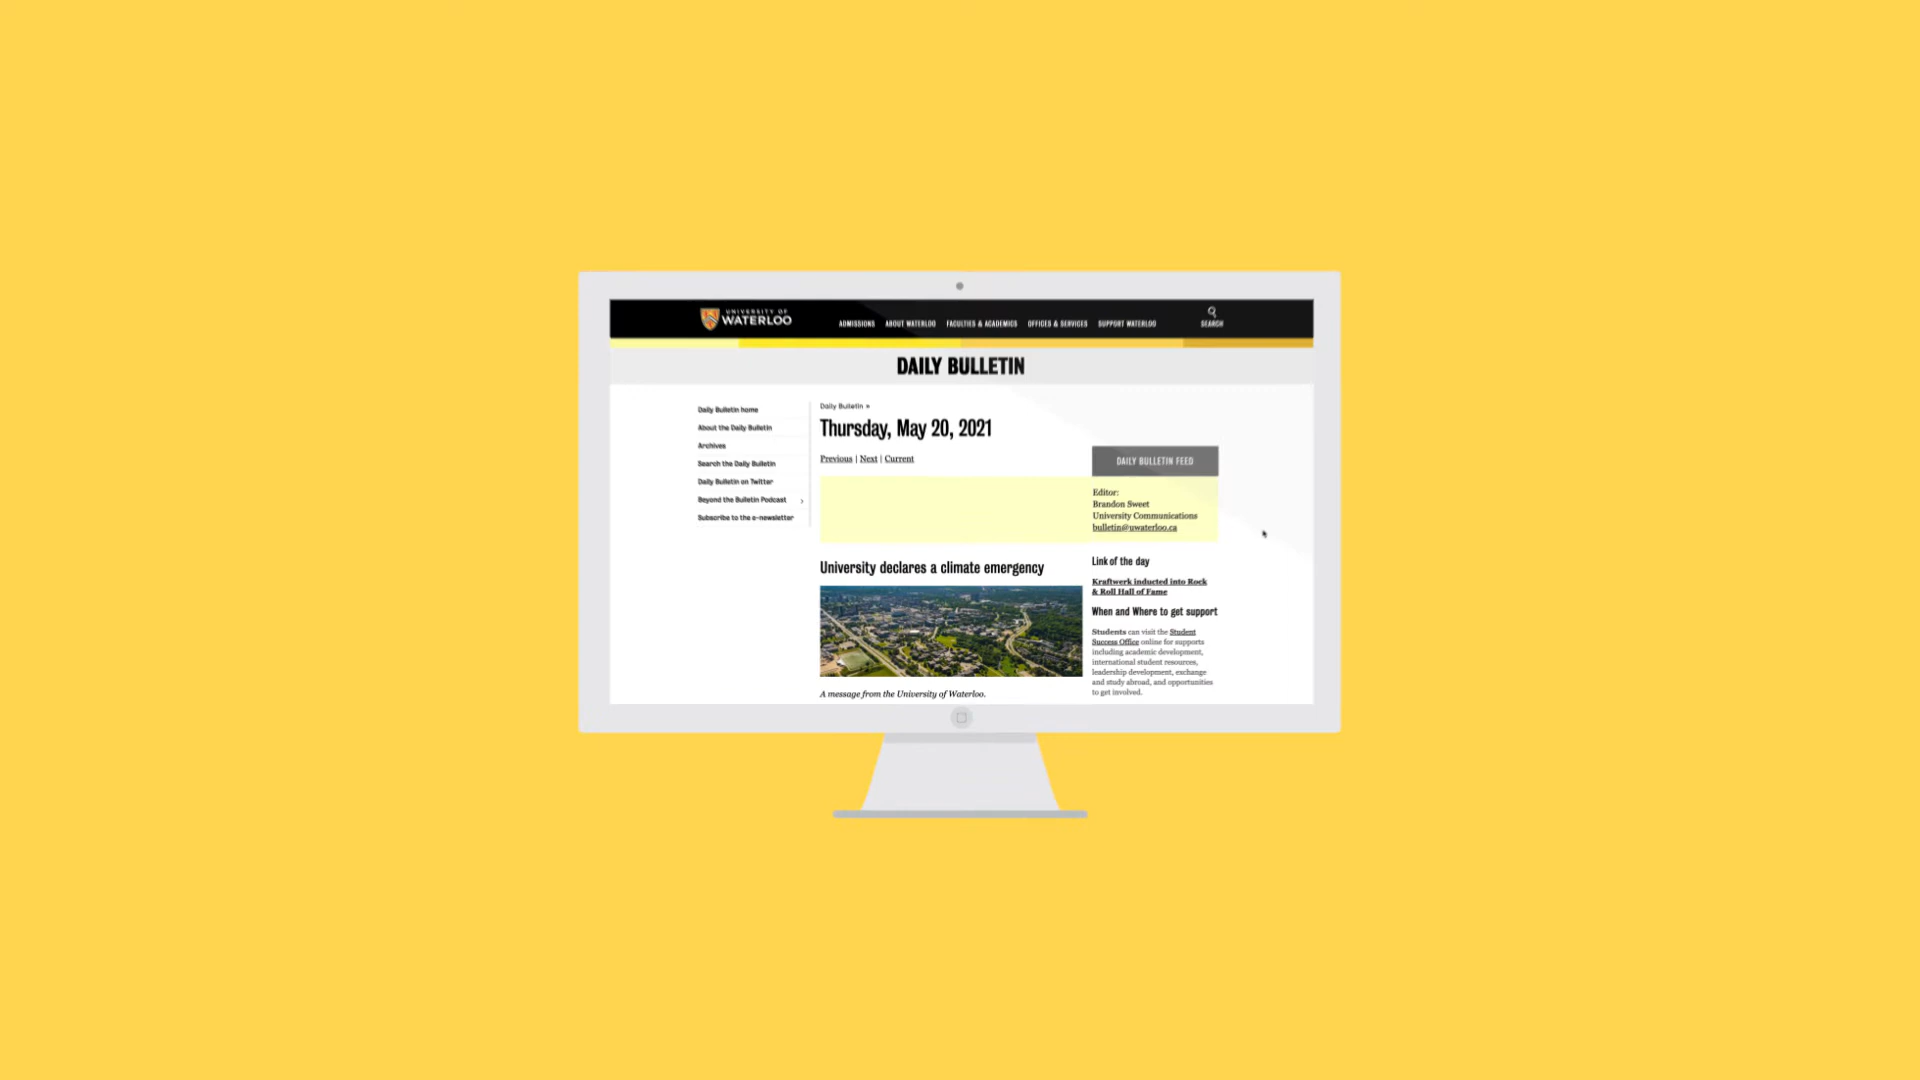 UNIVERSITY OF
WATERLOO
ADMISSIONS ABOUT WATERLOO FACULTIES & ACADEMICS OFFICES & SERVICES SUPPORT WATERLOO
SEARCH
DAILY BULLETIN
Daily Bulletin home
About the Daily Bulletin
Archives
Search the Daily Bulletin
Daily Bulletin on Twitter
Beyond the Bulletin Podcast ›
Subscribe to the e-newsletter
Daily Bulletin »
Thursday, May 20, 2021
Previous | Next | Current
University declares a climate emergency
A message from the University of Waterloo.
DAILY BULLETIN FEED
Editor:
Brandon Sweet
University Communications
bulletin@uwaterloo.ca
Link of the day
Kraftwerk inducted into Rock
& Roll Hall of Fame
When and Where to get support
Students can visit the Student
Success Office online for supports
including academic development,
international student resources,
leadership development, exchange
and study abroad, and opportunities
to get involved.